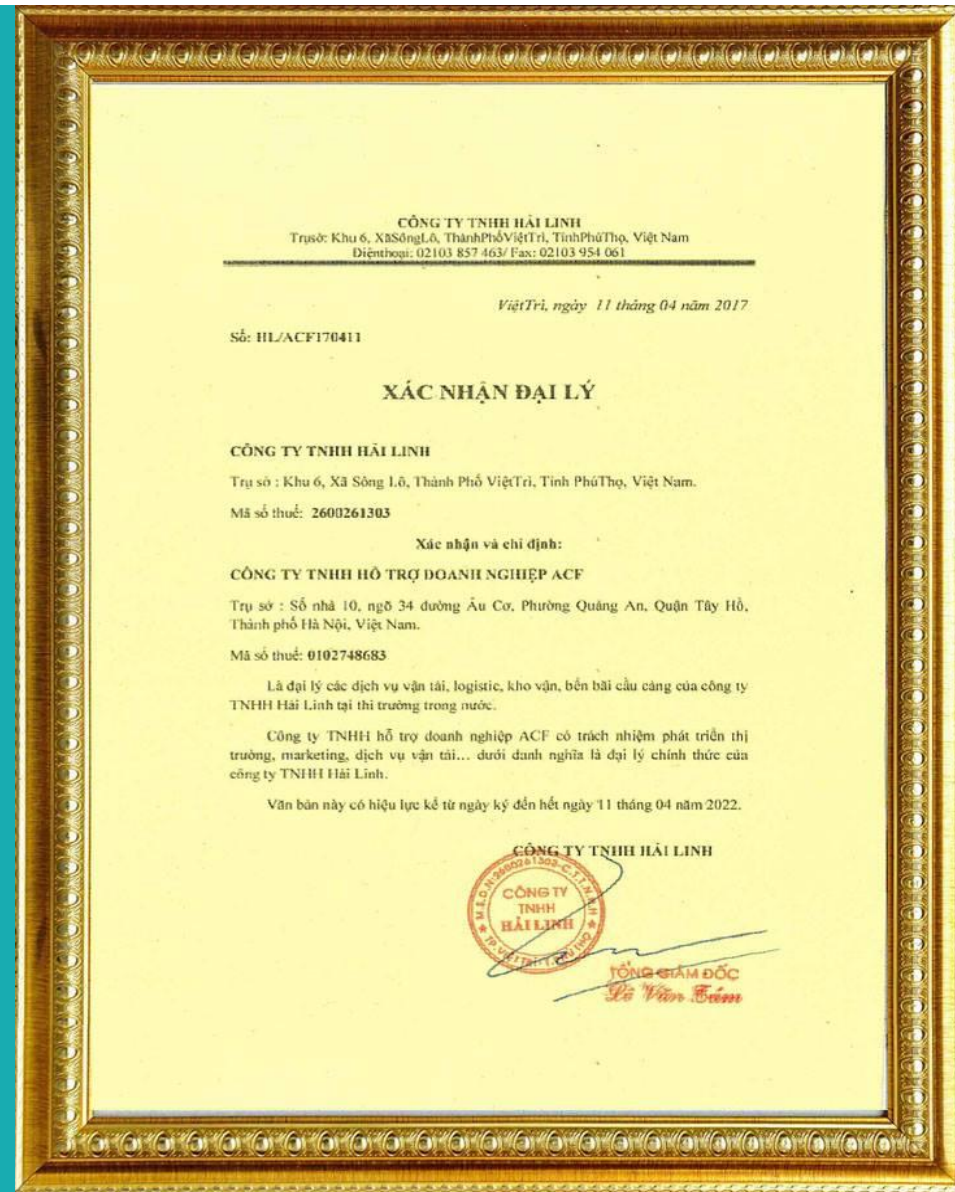 CÔNG TY TNHH HẢI LINH
Trụsở: Khu 6, XãSôngLô, ThànhPhốViệtTrì, TỉnhPhúThọ, Việt Nam
Điệnthoại: 02103 857 463/ Fax: 02103 954 061
ViệtTrì, ngày 11 tháng 04 năm 2017
Số: HL/ACF170411
XÁC NHẬN ĐẠI LÝ
CÔNG TY TNHH HẢI LINH
Trụ sở : Khu 6, Xã Sông Lô, Thành Phố ViệtTrì, Tỉnh PhúThọ, Việt Nam.
Mã số thuế: 2600261303
Xác nhận và chỉ định:
CÔNG TY TNHH HỖ TRỢ DOANH NGHIỆP ACF
Trụ sở : Số nhà 10, ngõ 34 đường Âu Cơ, Phường Quảng An, Quận Tây Hồ,
Thành phố Hà Nội, Việt Nam.
Mã số thuế: 0102748683
Là đại lý các dịch vụ vận tải, logistic, kho vận, bến bãi cầu cảng của công ty
TNHH Hải Linh tại thi trường trong nước.
Công ty TNHH hỗ trợ doanh nghiệp ACF có trách nhiệm phát triển thị
trường, marketing, dịch vụ vận tải... dưới danh nghĩa là đại lý chính thức của
công ty TNHH Hải Linh.
Văn bản này có hiệu lực kể từ ngày ký đến hết ngày 11 tháng 04 năm 2022.
CÔNG TY TNHH HẢI LINH
M.S.D.N:2600261303-C.T.T.N.H.H
CÔNG TY
TNHH
HẢI LINH
TP.VIỆT TRÌ-T.PHÚ THỌ
TỔNG GIÁM ĐỐC
Lê Văn Tám